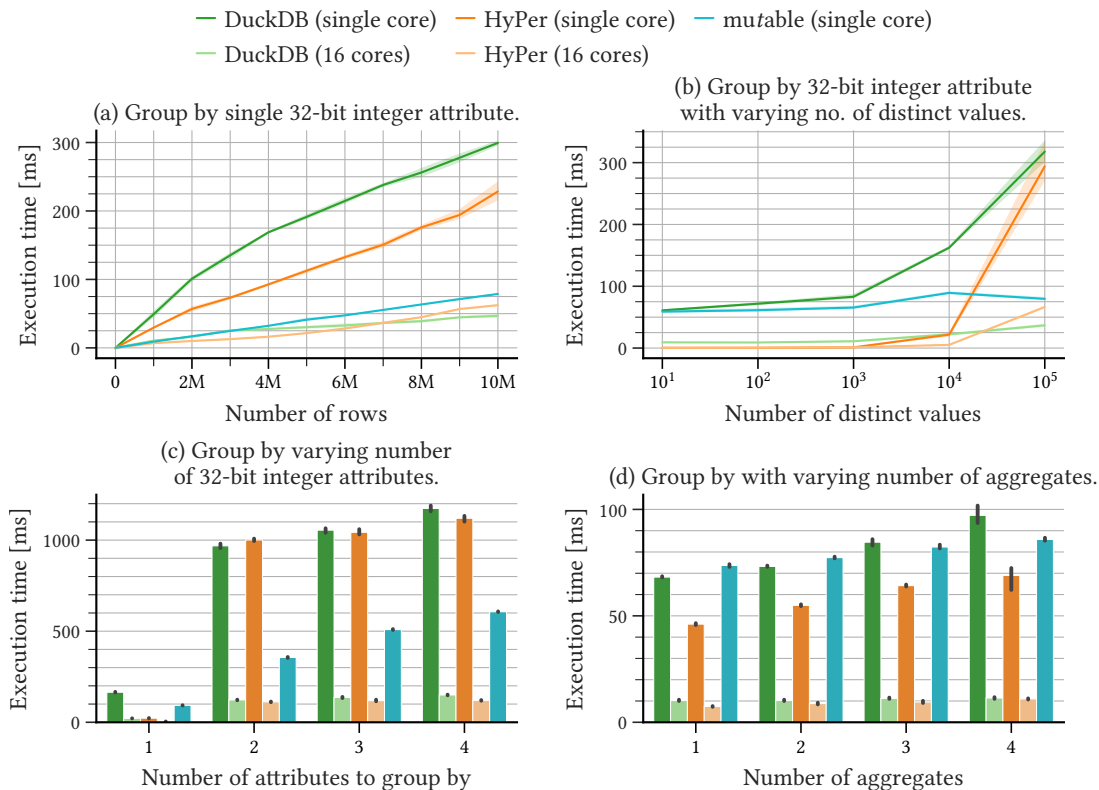 DuckDB (single core) HyPer (single core) mutable (single core)
DuckDB (16 cores) HyPer (16 cores)
(a) Group by single 32-bit integer attribute.
300
200
100
0
Execution time [ms]
0 2M 4M 6M 8M 10M
Number of rows
(b) Group by 32-bit integer attribute
with varying no. of distinct values.
300
200
100
0
Execution time [ms]
10¹ 10² 10³ 10⁴ 10⁵
Number of distinct values
(c) Group by varying number
of 32-bit integer attributes.
1000
500
0
Execution time [ms]
1 2 3 4
Number of attributes to group by
(d) Group by with varying number of aggregates.
100
50
0
Execution time [ms]
1 2 3 4
Number of aggregates